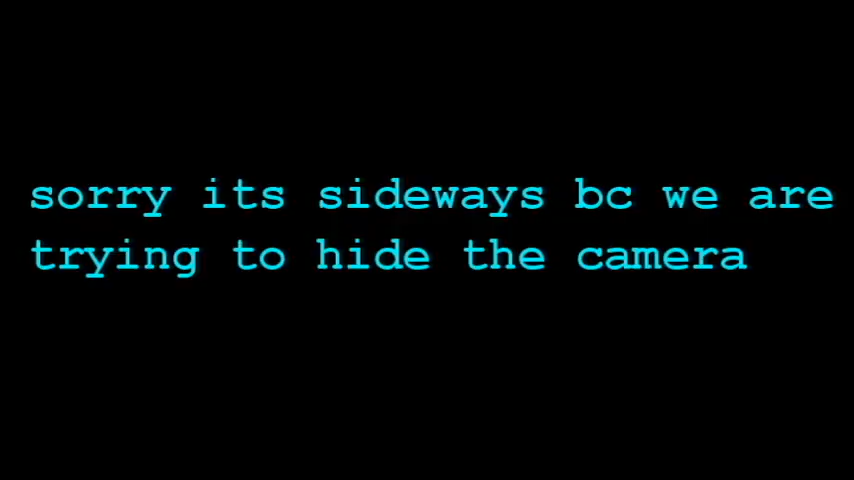 sorry its sideways bc we are
trying to hide the camera